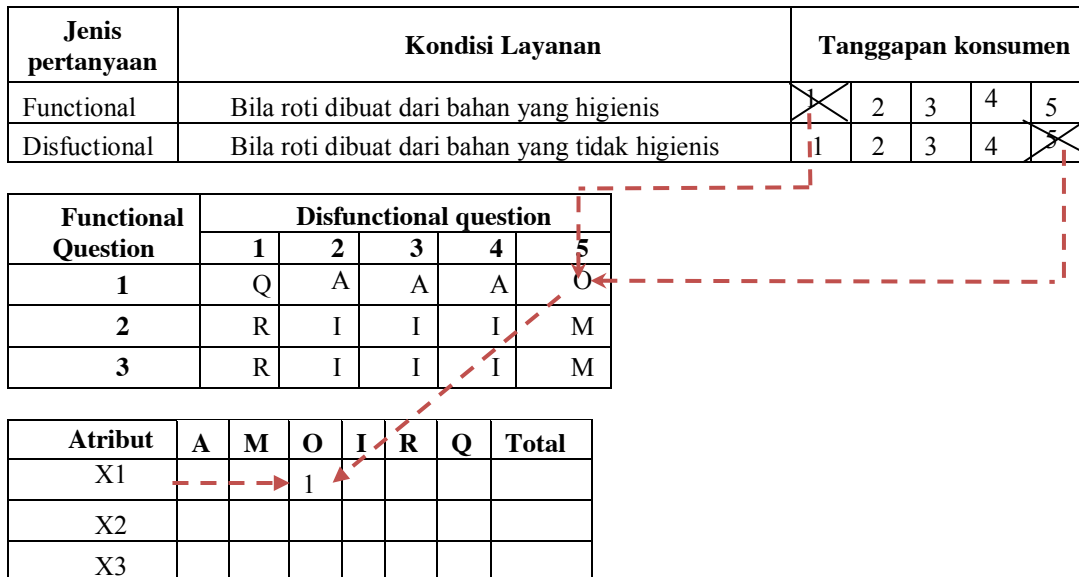 Jenis pertanyaan Kondisi Layanan Tanggapan konsumen
Functional Bila roti dibuat dari bahan yang higienis 1 2 3 4 5
Disfuctional Bila roti dibuat dari bahan yang tidak higienis 1 2 3 4 5
Functional Question Disfunctional question
1 2 3 4 5
1 Q A A A O
2 R I I I M
3 R I I I M
Atribut A M O I R Q Total
X1 1
X2
X3